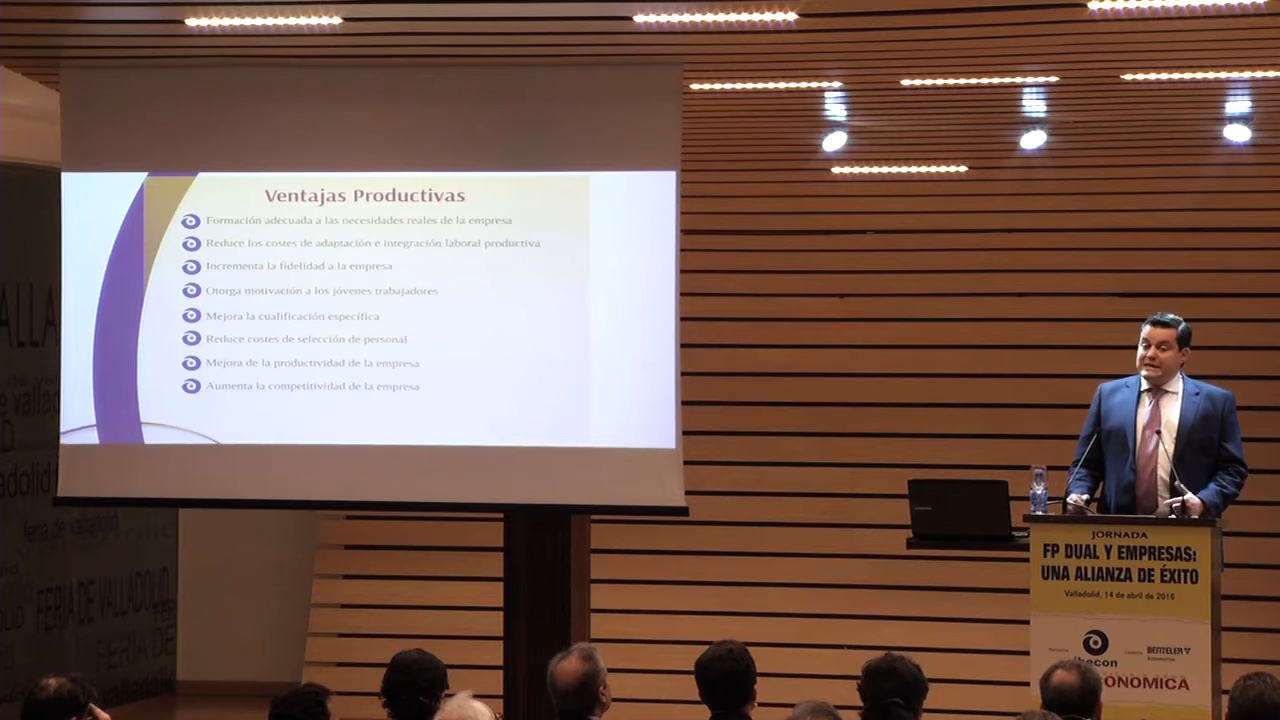 Ventajas Productivas
Formación adecuada a las necesidades reales de la empresa
Reduce los costes de adaptación e integración laboral productiva
Incrementa la fidelidad a la empresa
Otorga motivación a los jóvenes trabajadores
Mejora la cualificación específica
Reduce costes de selección de personal
Mejora de la productividad de la empresa
Aumenta la competitividad de la empresa
feria de valladolid
FERIA DE VALLADOLID
FERIA DE
valladolid
JORNADA
FP DUAL Y EMPRESAS:
UNA ALIANZA DE ÉXITO
Valladolid, 14 de abril de 2016
BENTELER